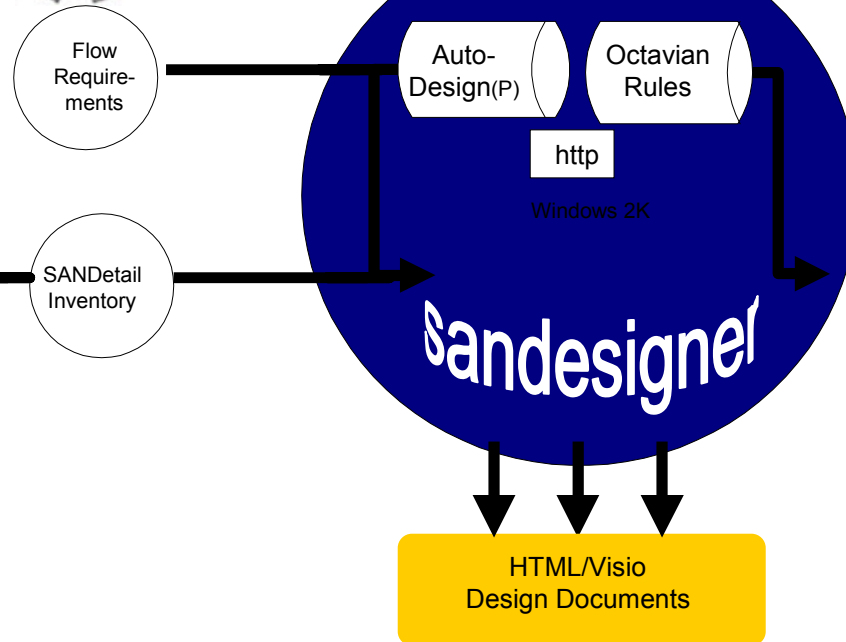 Flow
Require-
ments
Auto-
Design(P)
Octavian
Rules
http
Windows 2K
SANDetail
Inventory
sandesigner
HTML/Visio
Design Documents